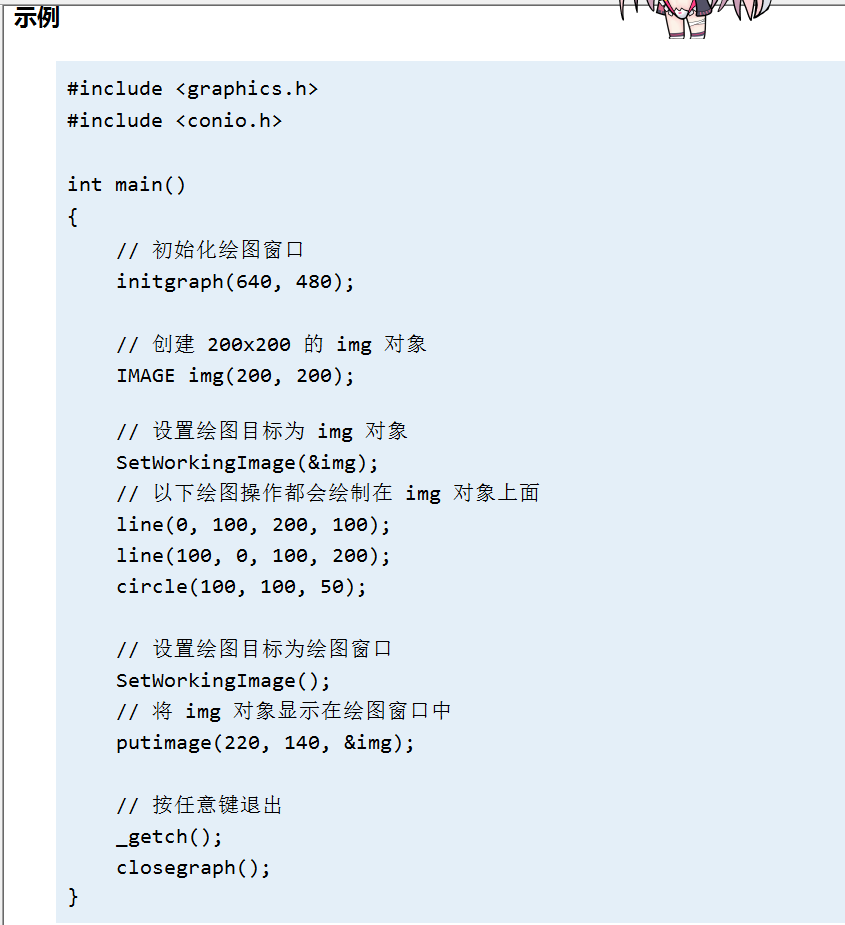 示例
#include <graphics.h>
#include <conio.h>
int main()
{
// 初始化绘图窗口
initgraph(640, 480);
// 创建 200x200 的 img 对象
IMAGE img(200, 200);
// 设置绘图目标为 img 对象
SetWorkingImage(&img);
// 以下绘图操作都会绘制在 img 对象上面
line(0, 100, 200, 100);
line(100, 0, 100, 200);
circle(100, 100, 50);
// 设置绘图目标为绘图窗口
SetWorkingImage();
// 将 img 对象显示在绘图窗口中
putimage(220, 140, &img);
// 按任意键退出
_getch();
closegraph();
}